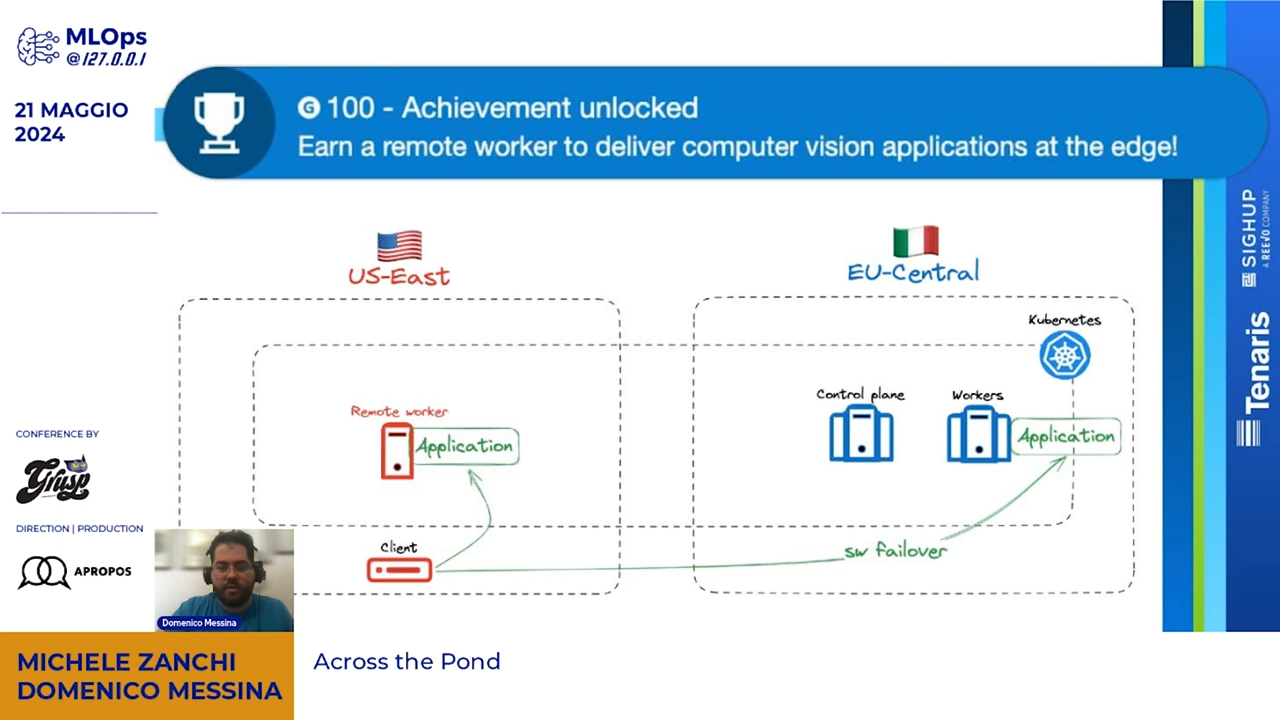 MLOps
@127.0.0.1
21 MAGGIO
2024
G 100 - Achievement unlocked
Earn a remote worker to deliver computer vision applications at the edge!
US-East
EU-Central
Kubernetes
Control plane
Workers
Remote worker
Application
Application
Client
sw failover
CONFERENCE BY
Grusp
DIRECTION | PRODUCTION
APROPOS
Domenico Messina
MICHELE ZANCHI
DOMENICO MESSINA
Across the Pond
SIGHUP
A REEVO COMPANY
Tenaris